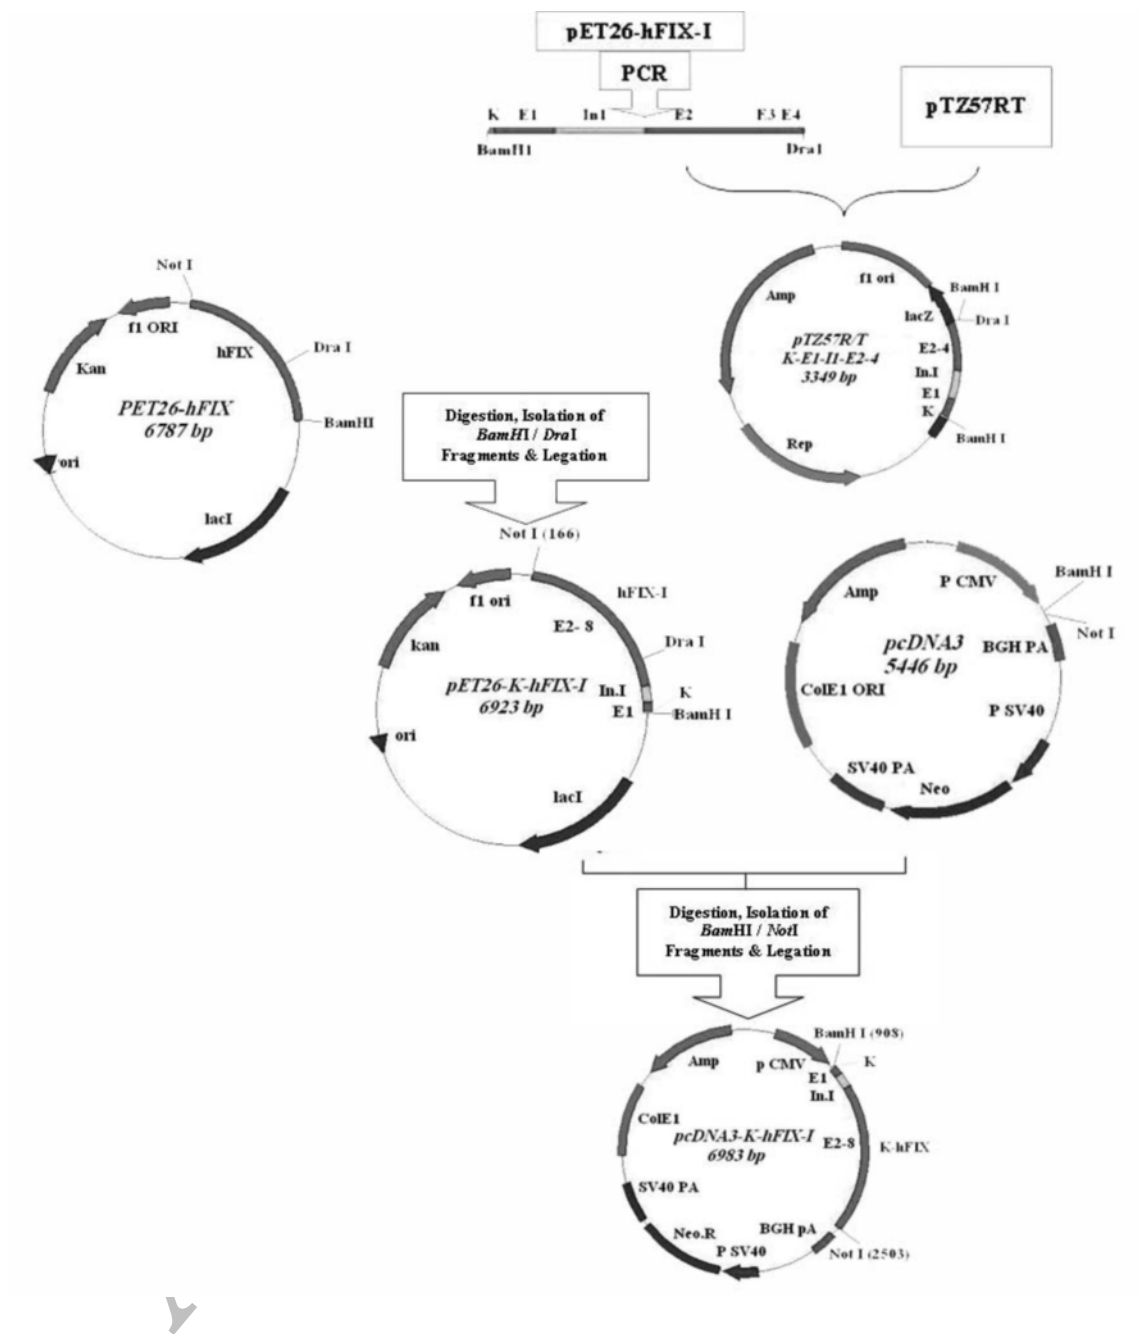 pET26-hFIX-I
PCR
pTZ57RT
K E1 In1 E2 E3 E4
BamH1 DraI
Not I
f1 ORI
hFIX
Dra I
Kan
PET26-hFIX
6787 bp
BamHI
ori
lacI
f1 ori
Amp
BamH I
lacZ
Dra I
pTZ57R/T
K-E1-I1-E2-4
3349 bp
E2-4
In.I
E1
K
BamH I
Rep
Digestion, Isolation of
BamHI / DraI
Fragments & Legation
Not I (166)
f1 ori
hFIX-I
E2- 8
kan
Dra I
pET26-K-hFIX-I
6923 bp
In.I
K
E1
BamH I
ori
lacI
P CMV
BamH I
Amp
Not I
pcDNA3
5446 bp
BGH PA
ColE1 ORI
P SV40
SV40 PA
Neo
Digestion, Isolation of
BamHI / NotI
Fragments & Legation
BamH I (908)
Amp
p CMV
K
E1
In.I
ColE1
pcDNA3-K-hFIX-I
6983 bp
E2-8
K-hFIX
SV40 PA
Neo.R
BGH pA
P SV40
Not I (2503)